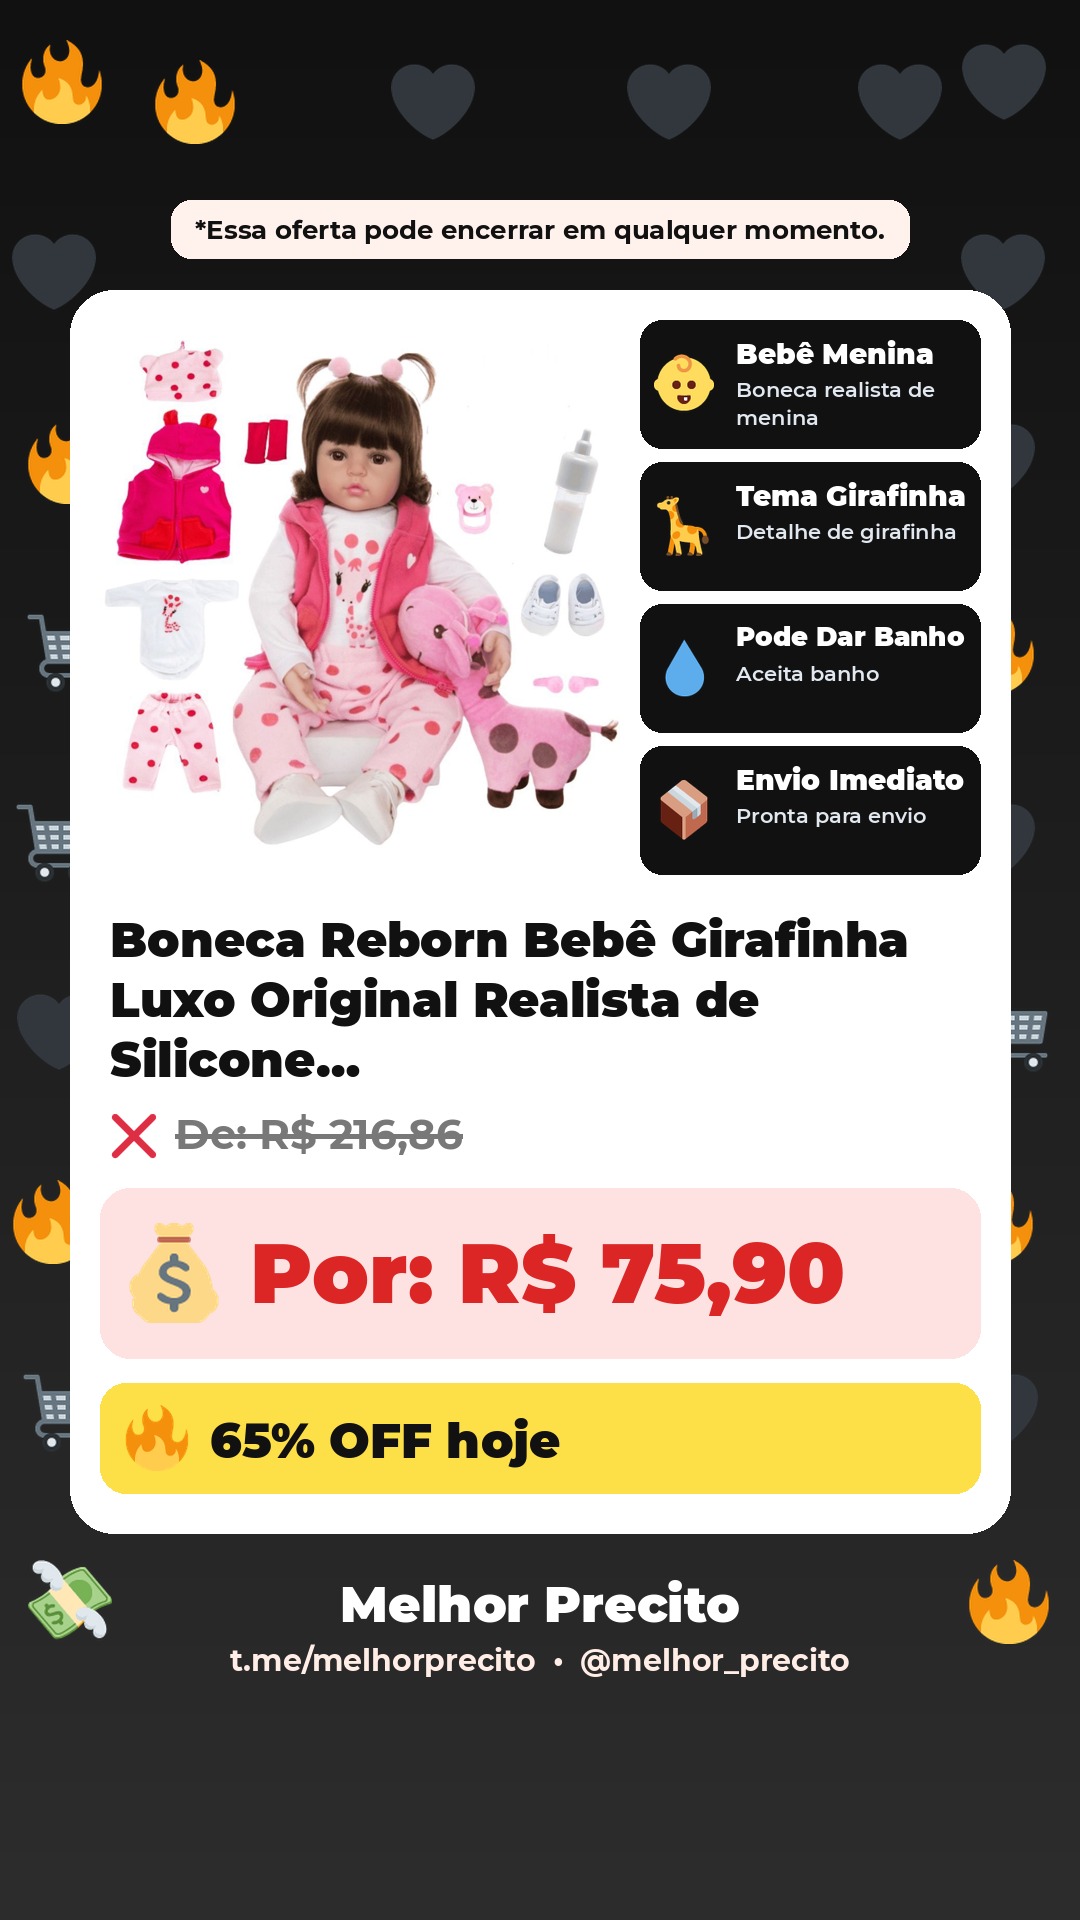 *Essa oferta pode encerrar em qualquer momento.
Bebê Menina
Boneca realista de
menina
Tema Girafinha
Detalhe de girafinha
Pode Dar Banho
Aceita banho
Envio Imediato
Pronta para envio
Boneca Reborn Bebê Girafinha
Luxo Original Realista de
Silicone...
De: R$ 216,86
Por: R$ 75,90
65% OFF hoje
Melhor Precito
t.me/melhorprecito • @melhor_precito